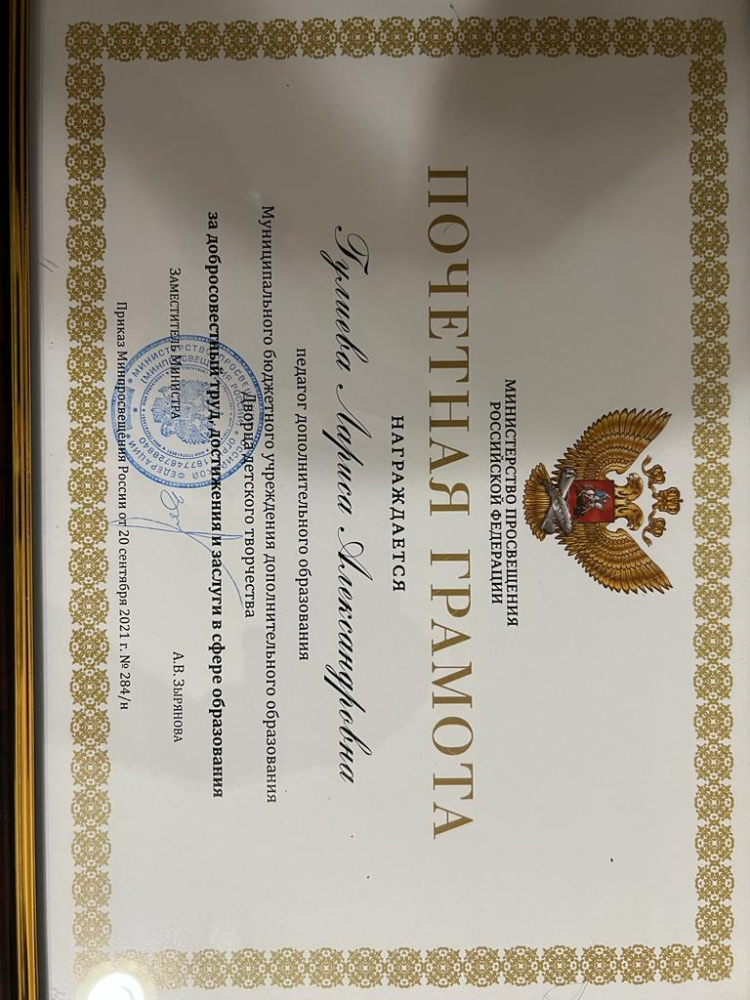 МИНИСТЕРСТВО ПРОСВЕЩЕНИЯ
РОССИЙСКОЙ ФЕДЕРАЦИИ
ПОЧЕТНАЯ ГРАМОТА
НАГРАЖДАЕТСЯ
Гулиева Лариса Александровна
педагог дополнительного образования
Муниципального бюджетного учреждения дополнительного образования
Дворца детского творчества
за добросовестный труд, достижения и заслуги в сфере образования
ЗАМЕСТИТЕЛЬ МИНИСТРА
А.В. ЗЫРЯНОВА
Приказ Минпросвещения России от 20 сентября 2021 г. № 284/н